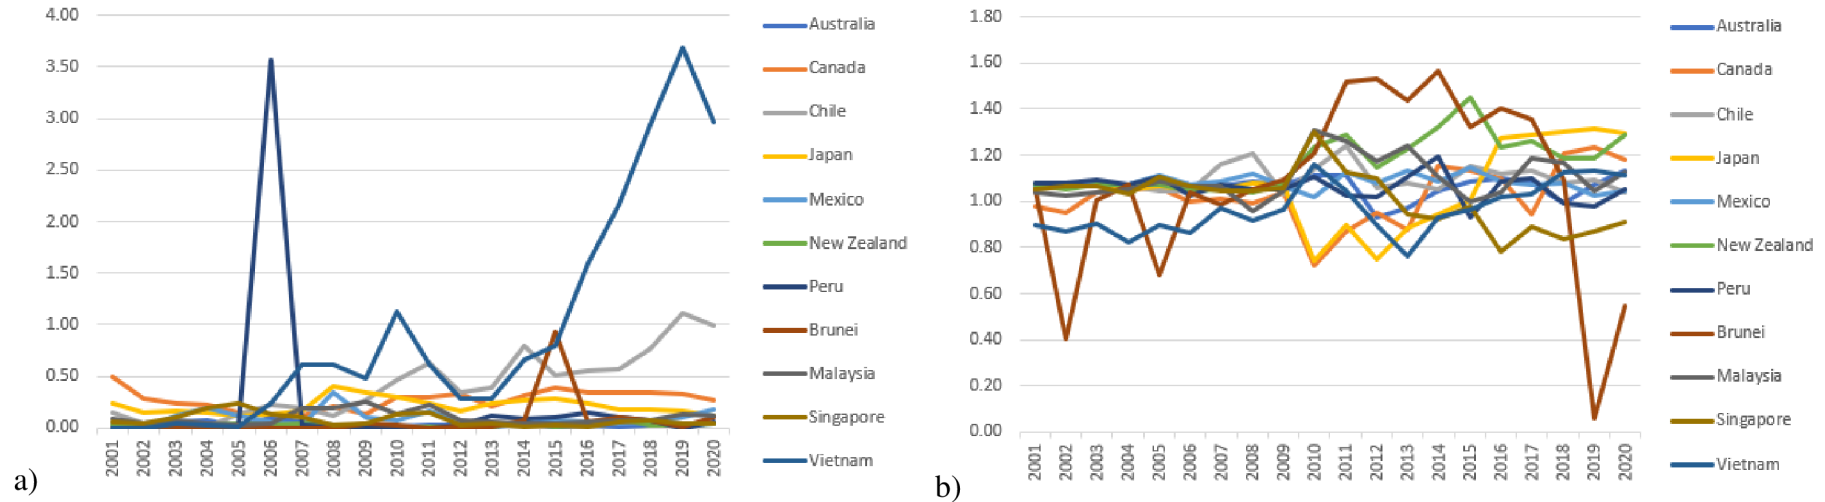 4.00
3.50
3.00
2.50
2.00
1.50
1.00
0.50
0.00
2001 2002 2003 2004 2005 2006 2007 2008 2009 2010 2011 2012 2013 2014 2015 2016 2017 2018 2019 2020
Australia
Canada
Chile
Japan
Mexico
New Zealand
Peru
Brunei
Malaysia
Singapore
Vietnam
a)
1.80
1.60
1.40
1.20
1.00
0.80
0.60
0.40
0.20
0.00
2001 2002 2003 2004 2005 2006 2007 2008 2009 2010 2011 2012 2013 2014 2015 2016 2017 2018 2019 2020
Australia
Canada
Chile
Japan
Mexico
New Zealand
Peru
Brunei
Malaysia
Singapore
Vietnam
b)